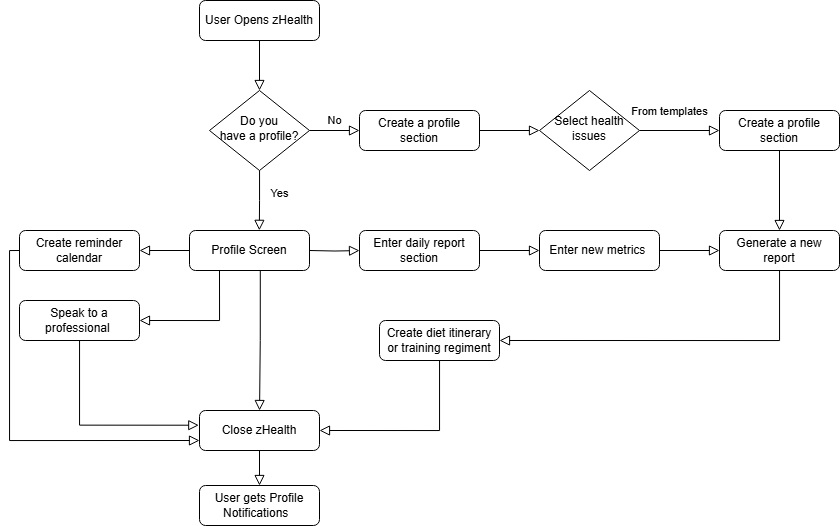 User Opens zHealth
Do you
have a profile?
No
Create a profile
section
Select health
issues
From templates
Create a profile
section
Yes
Create reminder
calendar
Profile Screen
Enter daily report
section
Enter new metrics
Generate a new
report
Speak to a
professional
Create diet itinerary
or training regiment
Close zHealth
User gets Profile
Notifications